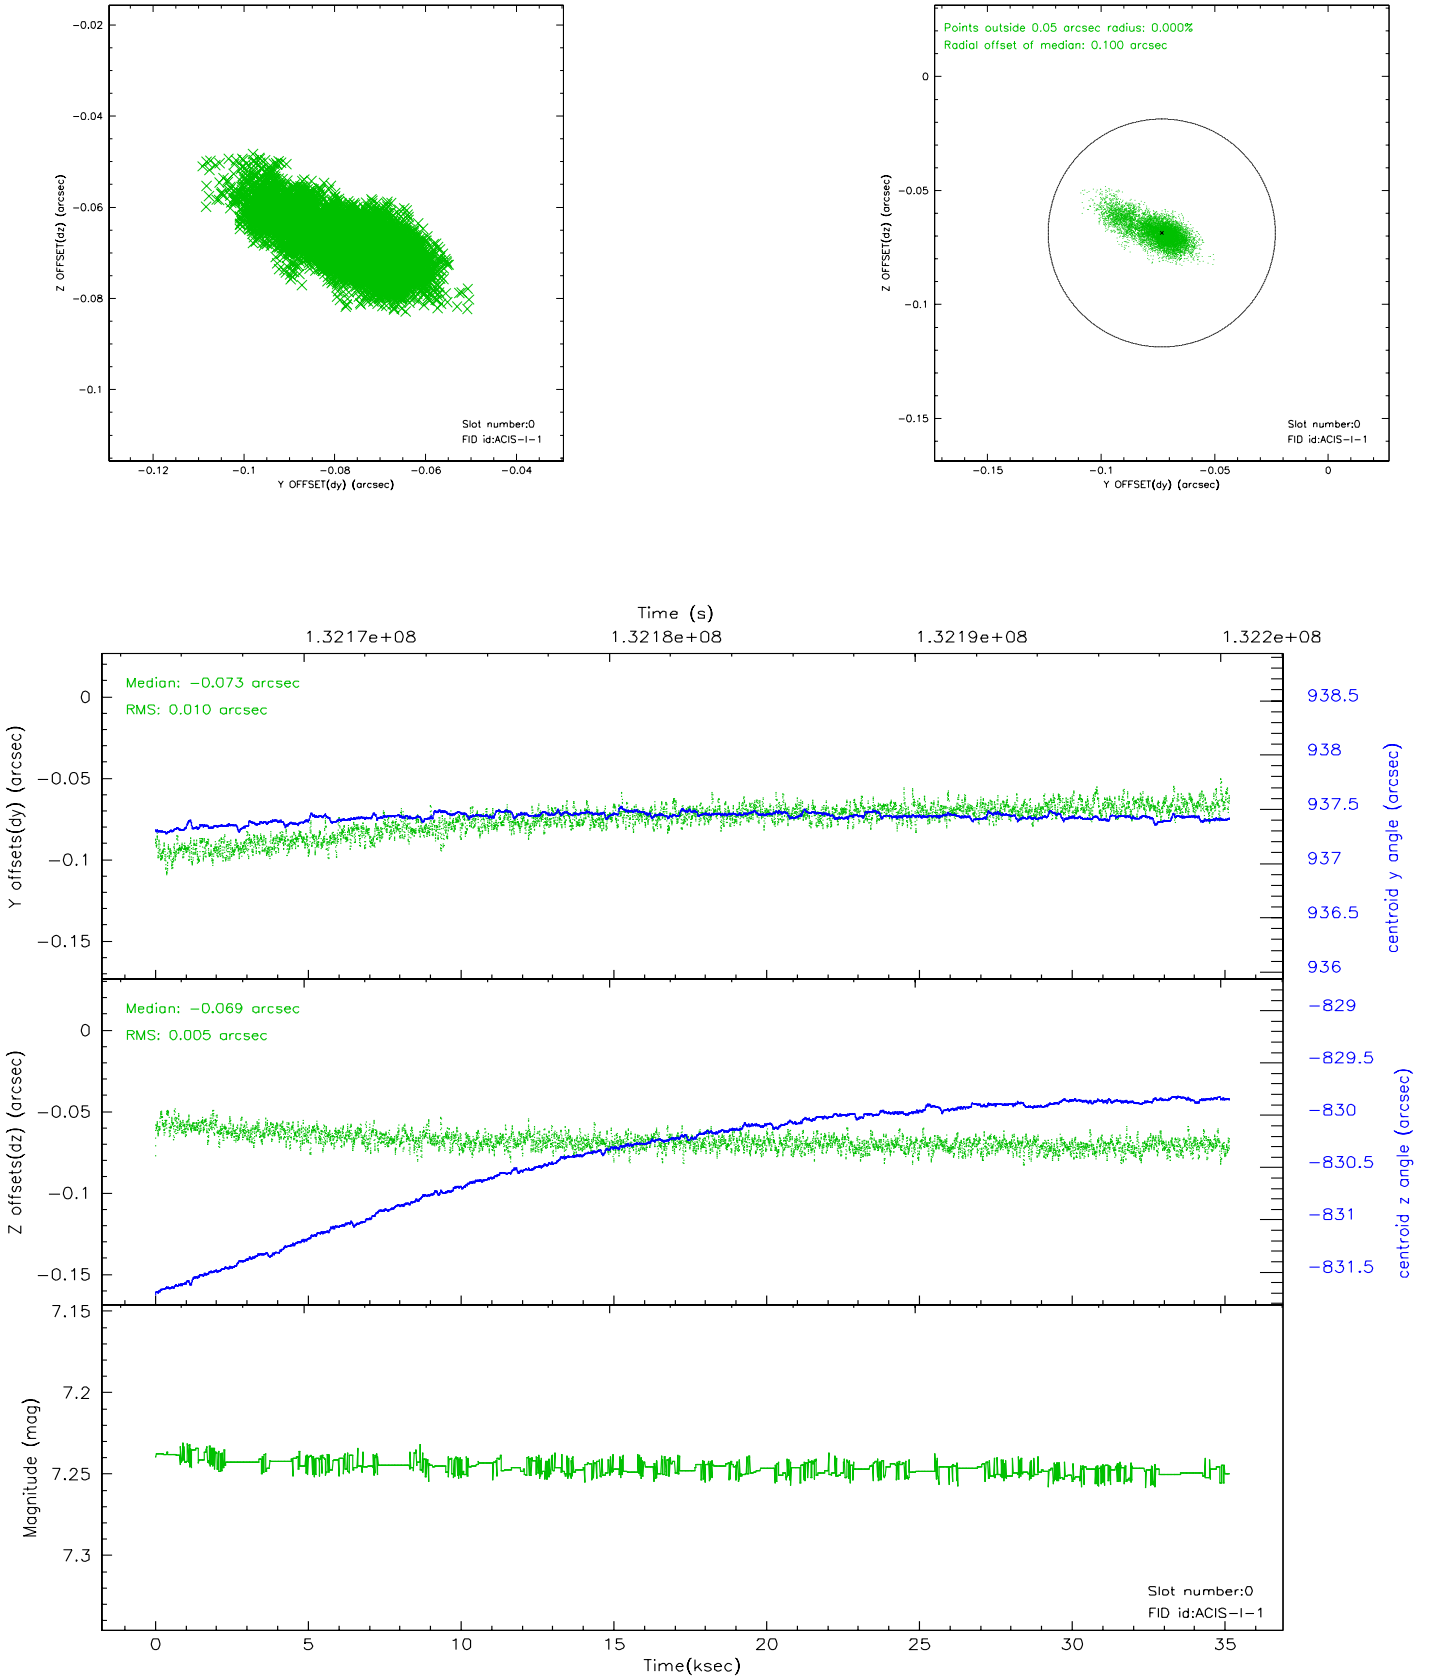 -0.02
-0.04
-0.06
-0.08
-0.1
Z OFFSET(dz) (arcsec)
Slot number:0
FID id:ACIS-I-1
-0.12 -0.1 -0.08 -0.06 -0.04
Y OFFSET(dy) (arcsec)
Points outside 0.05 arcsec radius: 0.000%
Radial offset of median: 0.100 arcsec
0
-0.05
-0.1
-0.15
Z OFFSET(dz) (arcsec)
Slot number:0
FID id:ACIS-I-1
-0.15 -0.1 -0.05 0
Y OFFSET(dy) (arcsec)
Time (s)
1.3217e+08 1.3218e+08 1.3219e+08 1.322e+08
Median: -0.073 arcsec
RMS: 0.010 arcsec
0
-0.05
-0.1
-0.15
Y offsets(dy) (arcsec)
938.5
938
937.5
937
936.5
936
centroid y angle (arcsec)
Median: -0.069 arcsec
RMS: 0.005 arcsec
0
-0.05
-0.1
-0.15
Z offsets(dz) (arcsec)
-829
-829.5
-830
-830.5
-831
-831.5
centroid z angle (arcsec)
7.15
7.2
7.25
7.3
Magnitude (mag)
Slot number:0
FID id:ACIS-I-1
0 5 10 15 20 25 30 35
Time(ksec)